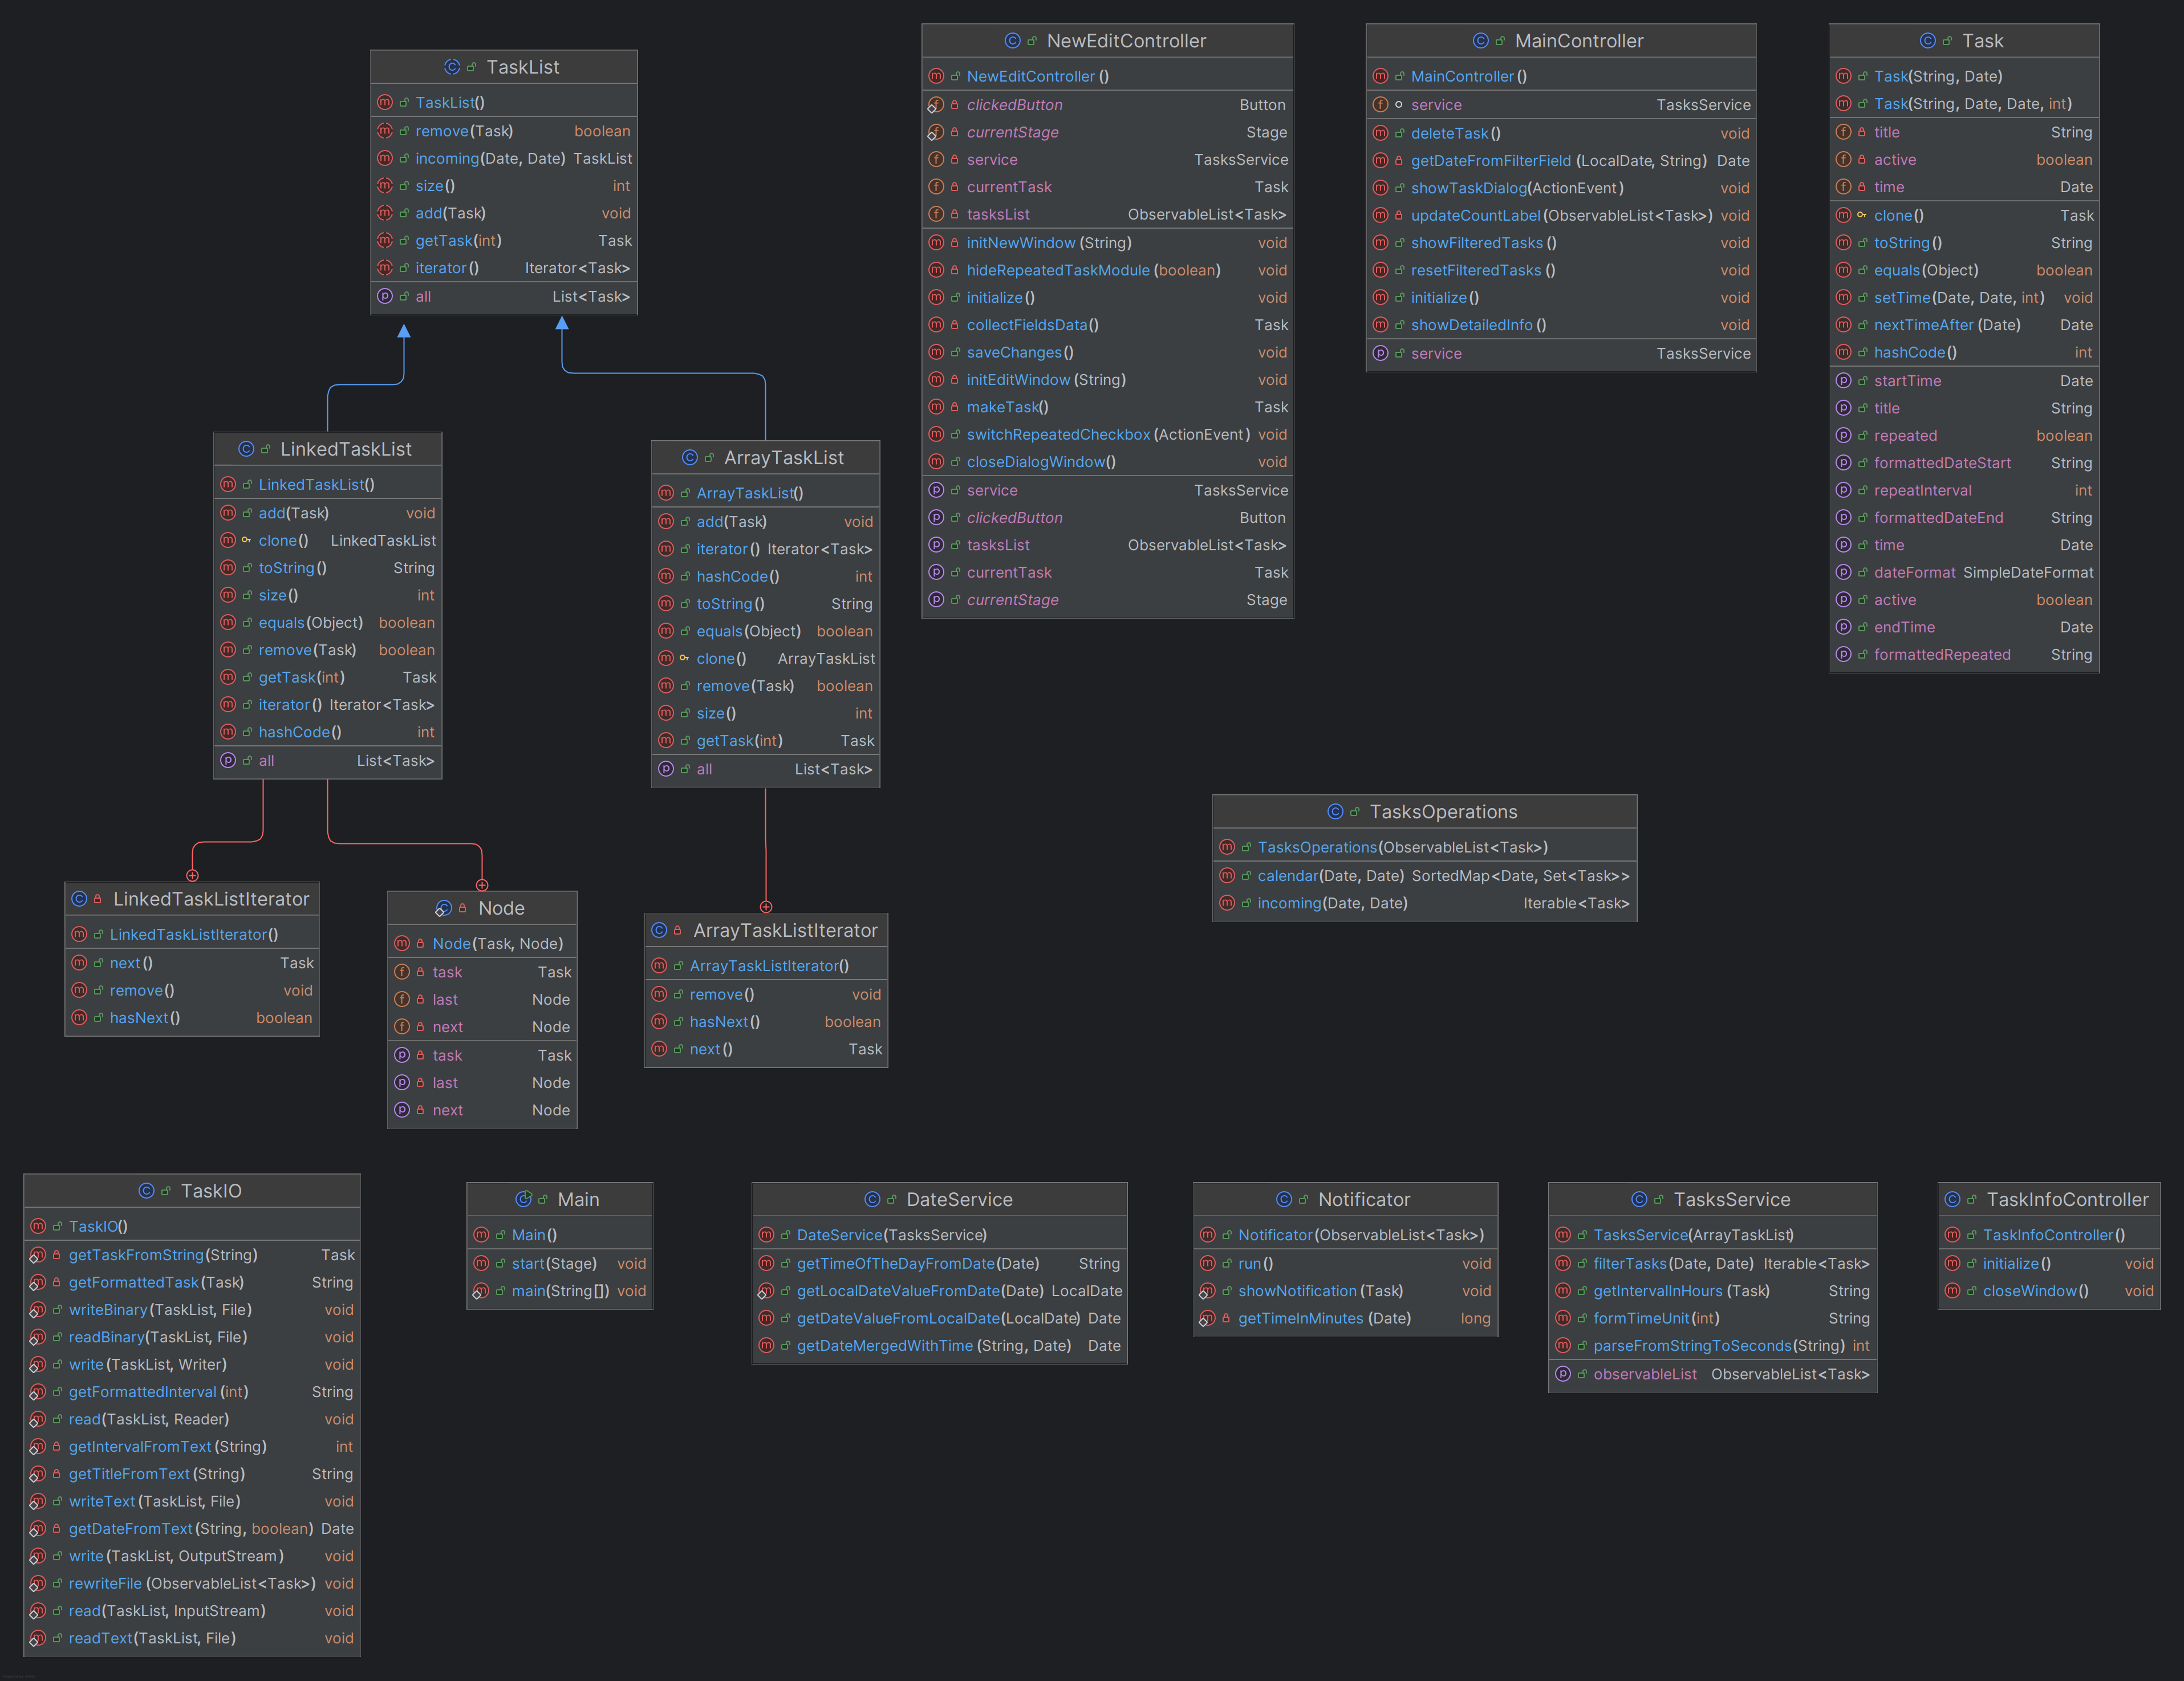 TaskList
TaskList()
remove(Task) boolean
incoming(Date, Date) TaskList
size() int
add(Task) void
getTask(int) Task
iterator() Iterator<Task>
all List<Task>
NewEditController
NewEditController()
clickedButton Button
currentStage Stage
service TasksService
currentTask Task
tasksList ObservableList<Task>
initNewWindow(String) void
hideRepeatedTaskModule(boolean) void
initialize() void
collectFieldsData() Task
saveChanges() void
initEditWindow(String) void
makeTask() Task
switchRepeatedCheckbox(ActionEvent) void
closeDialogWindow() void
service TasksService
clickedButton Button
tasksList ObservableList<Task>
currentTask Task
currentStage Stage
MainController
MainController()
service TasksService
deleteTask() void
getDateFromFilterField(LocalDate, String) Date
showTaskDialog(ActionEvent) void
updateCountLabel(ObservableList<Task>) void
showFilteredTasks() void
resetFilteredTasks() void
initialize() void
showDetailedInfo() void
service TasksService
Task
Task(String, Date)
Task(String, Date, Date, int)
title String
active boolean
time Date
clone() Task
toString() String
equals(Object) boolean
setTime(Date, Date, int) void
nextTimeAfter(Date) Date
hashCode() int
startTime Date
title String
repeated boolean
formattedDateStart String
repeatInterval int
formattedDateEnd String
time Date
dateFormat SimpleDateFormat
active boolean
endTime Date
formattedRepeated String
LinkedTaskList
LinkedTaskList()
add(Task) void
clone() LinkedTaskList
toString() String
size() int
equals(Object) boolean
remove(Task) boolean
getTask(int) Task
iterator() Iterator<Task>
hashCode() int
all List<Task>
ArrayTaskList
ArrayTaskList()
add(Task) void
iterator() Iterator<Task>
hashCode() int
toString() String
equals(Object) boolean
clone() ArrayTaskList
remove(Task) boolean
size() int
getTask(int) Task
all List<Task>
TasksOperations
TasksOperations(ObservableList<Task>)
calendar(Date, Date) SortedMap<Date, Set<Task>>
incoming(Date, Date) Iterable<Task>
LinkedTaskListIterator
LinkedTaskListIterator()
next() Task
remove() void
hasNext() boolean
Node
Node(Task, Node)
task Task
last Node
next Node
task Task
last Node
next Node
ArrayTaskListIterator
ArrayTaskListIterator()
remove() void
hasNext() boolean
next() Task
TaskIO
TaskIO()
getTaskFromString(String) Task
getFormattedTask(Task) String
writeBinary(TaskList, File) void
readBinary(TaskList, File) void
write(TaskList, Writer) void
getFormattedInterval(int) String
read(TaskList, Reader) void
getIntervalFromText(String) int
getTitleFromText(String) String
writeText(TaskList, File) void
getDateFromText(String, boolean) Date
write(TaskList, OutputStream) void
rewriteFile(ObservableList<Task>) void
read(TaskList, InputStream) void
readText(TaskList, File) void
Main
Main()
start(Stage) void
main(String[]) void
DateService
DateService(TasksService)
getTimeOfTheDayFromDate(Date) String
getLocalDateValueFromDate(Date) LocalDate
getDateValueFromLocalDate(LocalDate) Date
getDateMergedWithTime(String, Date) Date
Notificator
Notificator(ObservableList<Task>)
run() void
showNotification(Task) void
getTimeInMinutes(Date) long
TasksService
TasksService(ArrayTaskList)
filterTasks(Date, Date) Iterable<Task>
getIntervalInHours(Task) String
formTimeUnit(int) String
parseFromStringToSeconds(String) int
observableList ObservableList<Task>
TaskInfoController
TaskInfoController()
initialize() void
closeWindow() void